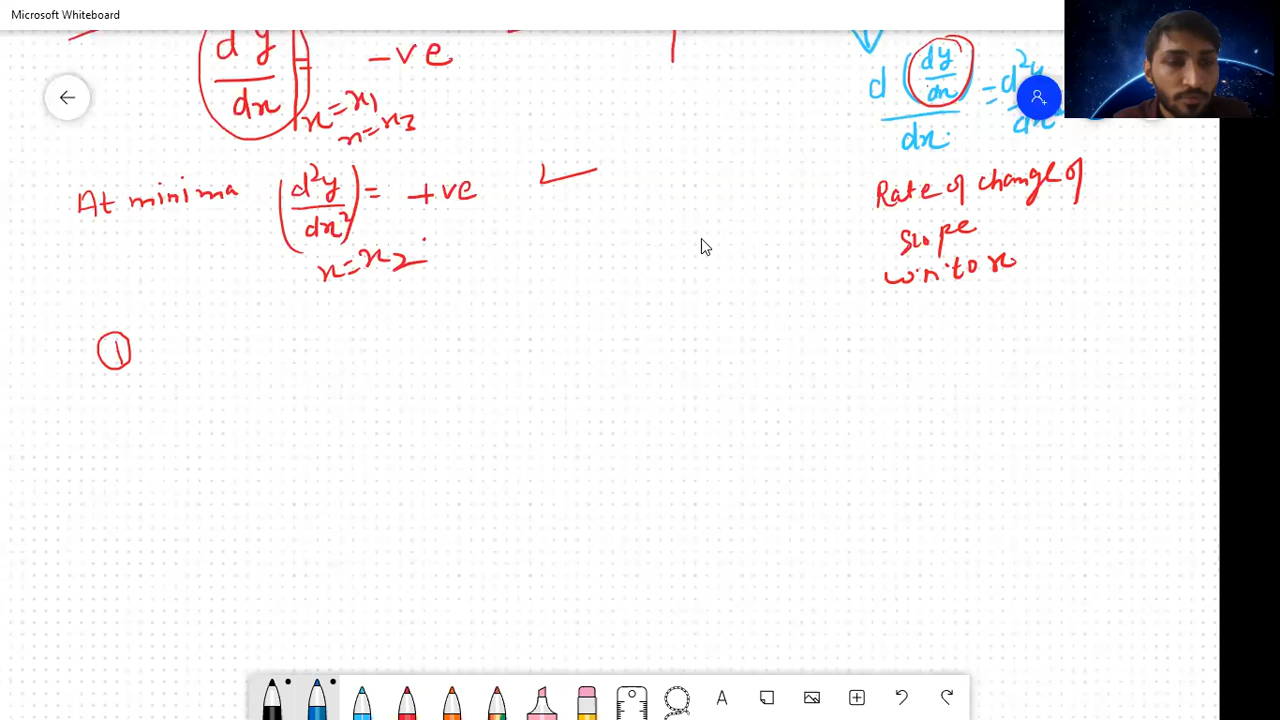 Microsoft Whiteboard
dy/dx = -ve
x=x1
x=x3
d(dy/dx)/dx = d²y/dx²
At minima (d²y/dx²) = +ve
x=x2
Rate of change of
slope
w.r.to x
①
A